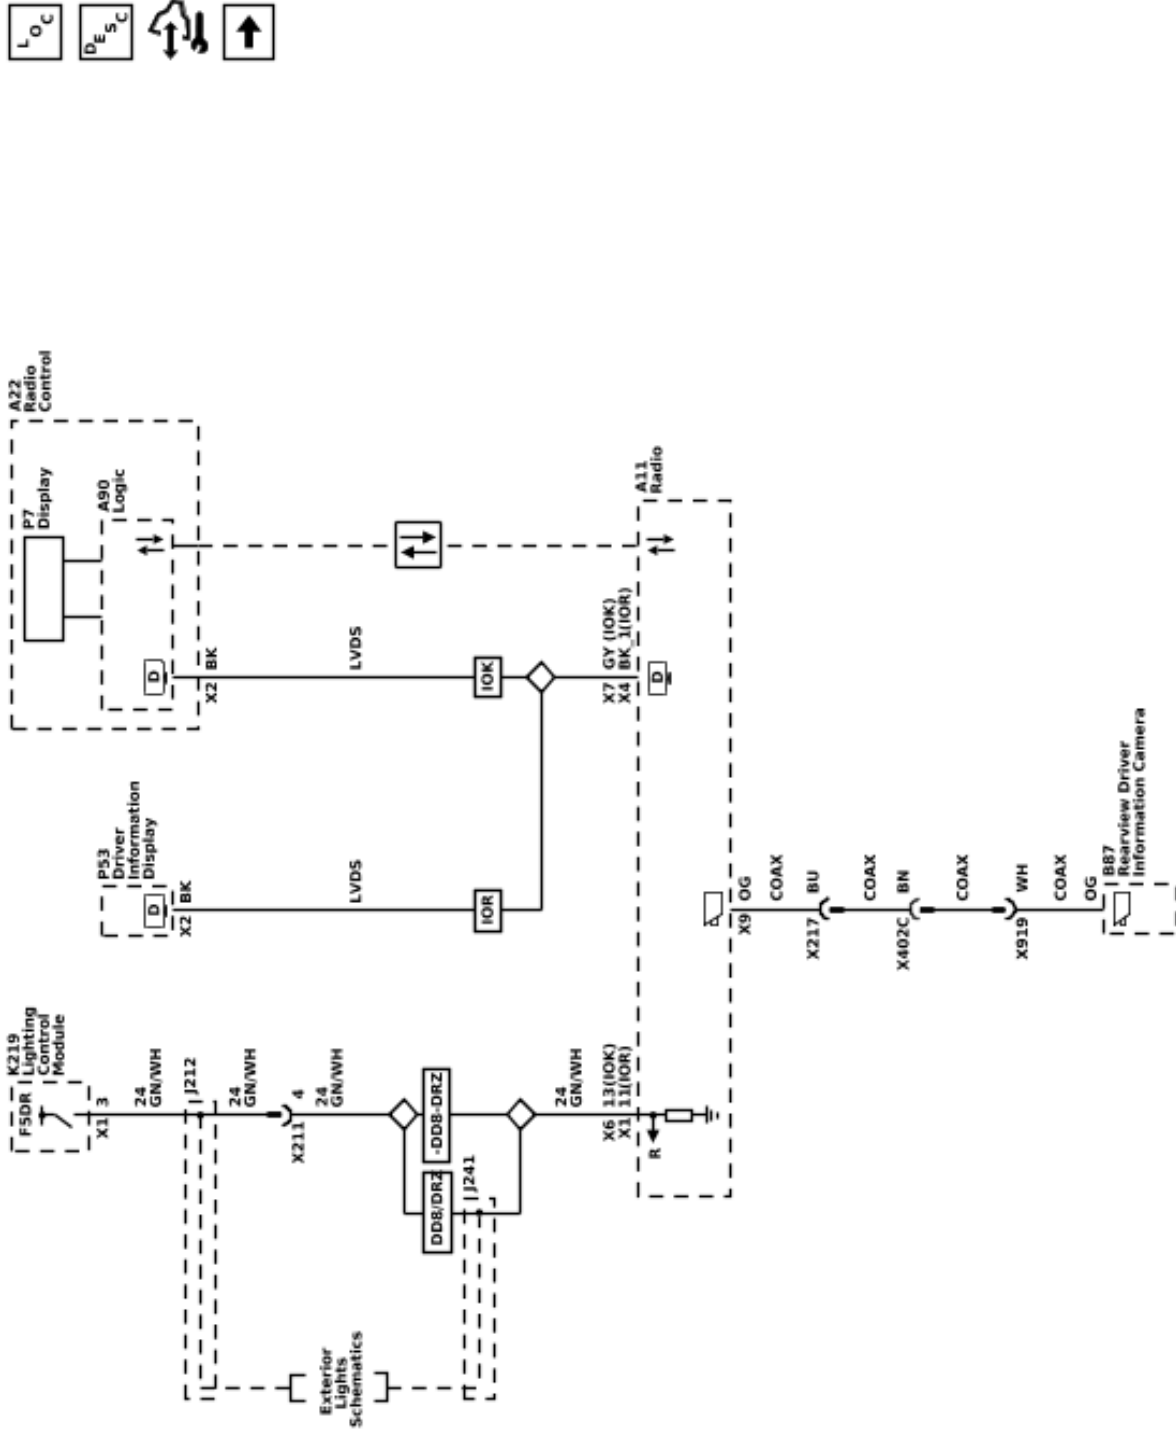 LOC
DESC
K219
Lighting
Control
Module
F5DR
X1 3
24
GN/WH
J212
24
GN/WH
X211 4
24
GN/WH
DD8/DRZ
-DD8-DRZ
J241
24
GN/WH
X6 13(IOK)
X1 11(IOR)
R
Exterior
Lights
Schematics
P53
Driver
Information
Display
D
X2 BK
LVDS
IOR
A22
Radio
Control
P7
Display
A90
Logic
D
X2 BK
LVDS
IOK
X7 GY (IOK)
X4 BK_1(IOR)
D
A11
Radio
X9 OG
COAX
X217 BU
COAX
X402C BN
COAX
X919 WH
COAX
OG
B87
Rearview Driver
Information Camera